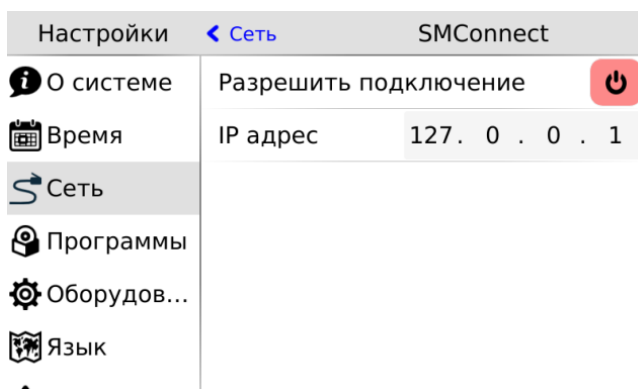 Настройки
Сеть
SMConnect
О системе
Время
Сеть
Программы
Оборудов...
Язык
Разрешить подключение
IP адрес
127. 0 . 0 . 1